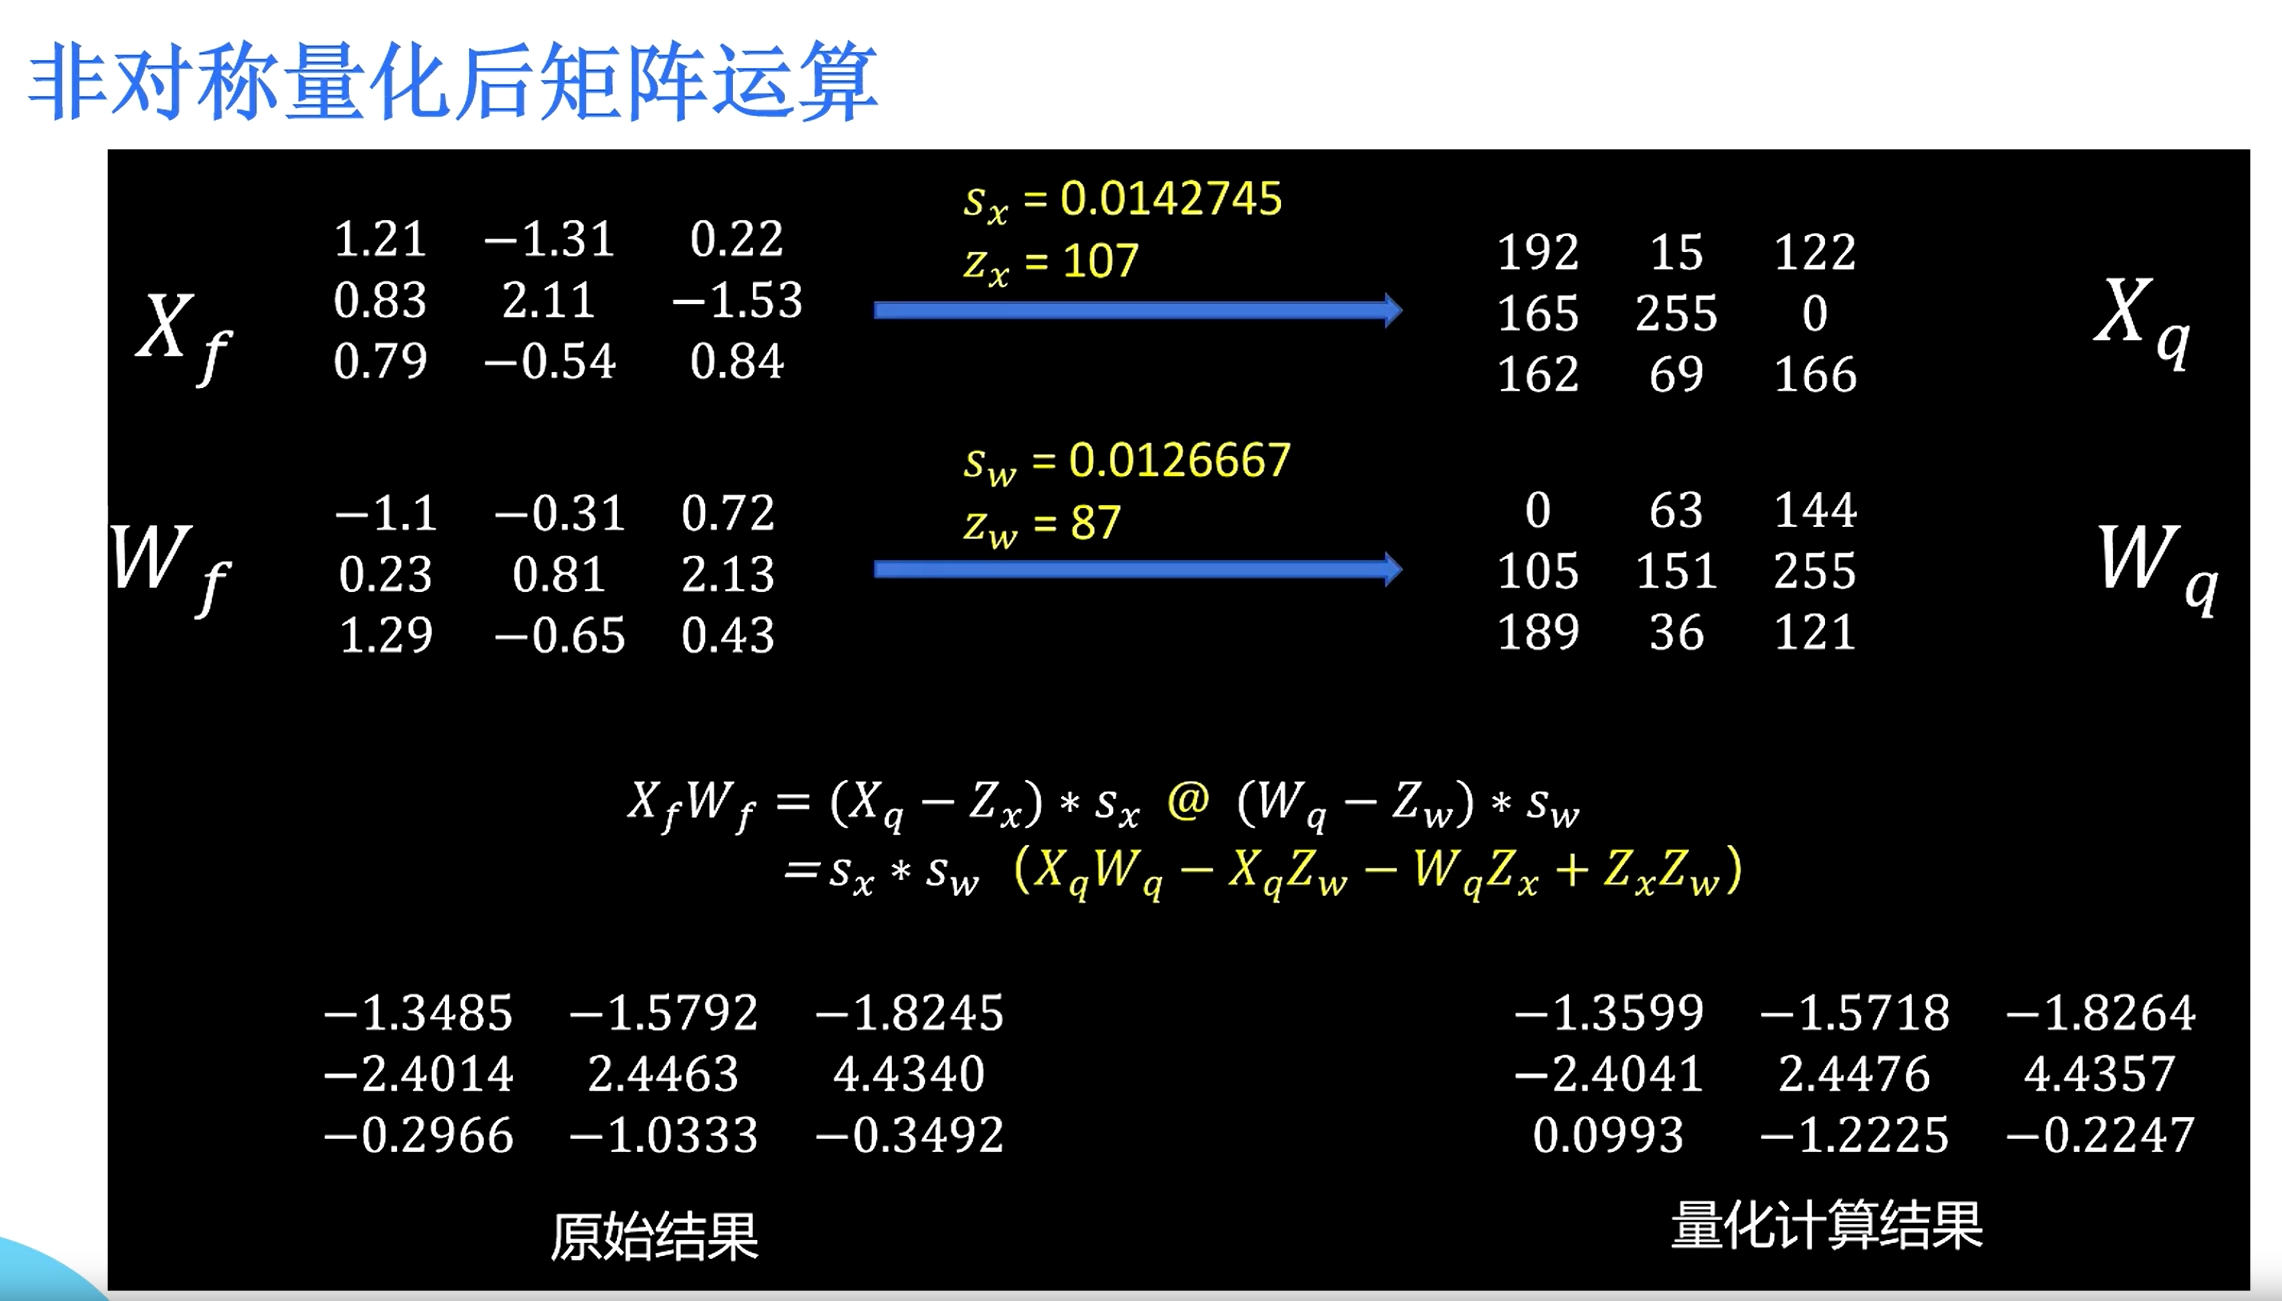 非对称量化后矩阵运算
X_f
1.21 −1.31 0.22
0.83 2.11 −1.53
0.79 −0.54 0.84
s_x = 0.0142745
z_x = 107
192 15 122
165 255 0
162 69 166
X_q
W_f
−1.1 −0.31 0.72
0.23 0.81 2.13
1.29 −0.65 0.43
s_w = 0.0126667
z_w = 87
0 63 144
105 151 255
189 36 121
W_q
X_f W_f = (X_q − Z_x) ∗ s_x @ (W_q − Z_w) ∗ s_w
= s_x ∗ s_w (X_q W_q − X_q Z_w − W_q Z_x + Z_x Z_w)
−1.3485 −1.5792 −1.8245
−2.4014 2.4463 4.4340
−0.2966 −1.0333 −0.3492
原始结果
−1.3599 −1.5718 −1.8264
−2.4041 2.4476 4.4357
0.0993 −1.2225 −0.2247
量化计算结果